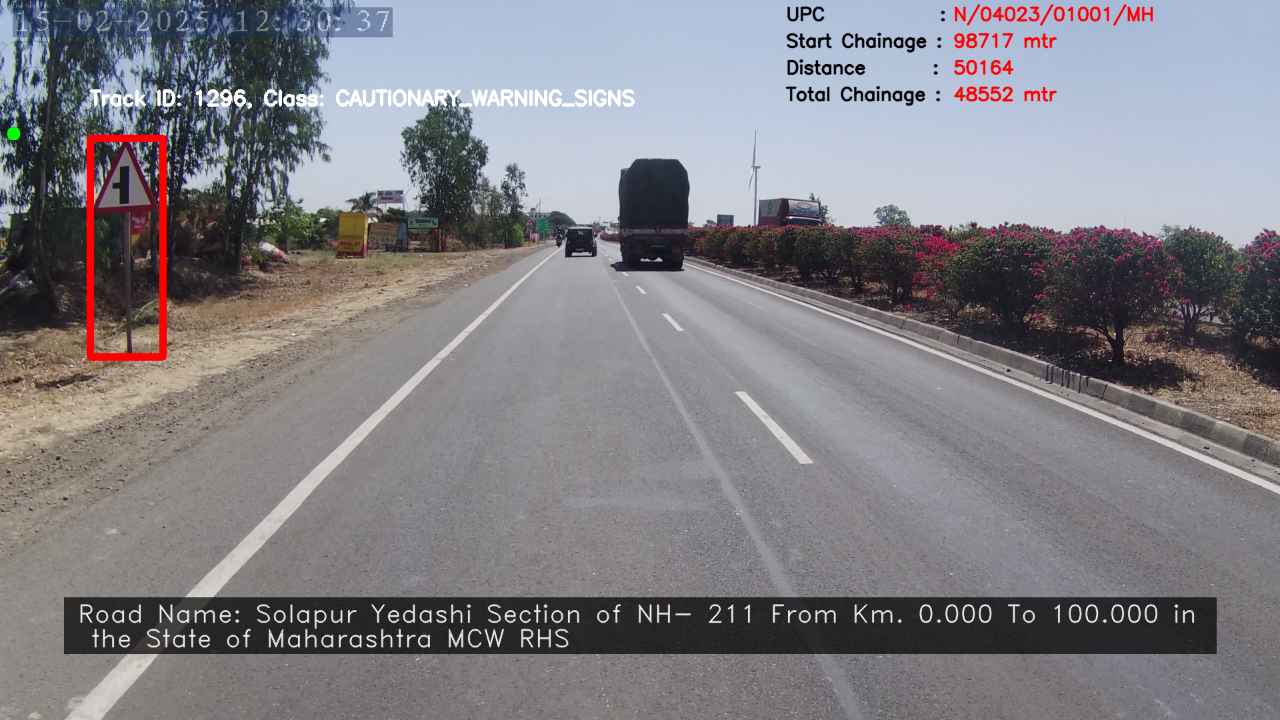 15-02-2025 12:30:37
UPC : N/04023/01001/MH
Start Chainage : 98717 mtr
Distance : 50164
Total Chainage : 48552 mtr
Track ID: 1296, Class: CAUTIONARY_WARNING_SIGNS
Road Name: Solapur Yedashi Section of NH- 211 From Km. 0.000 To 100.000 in
the State of Maharashtra MCW RHS